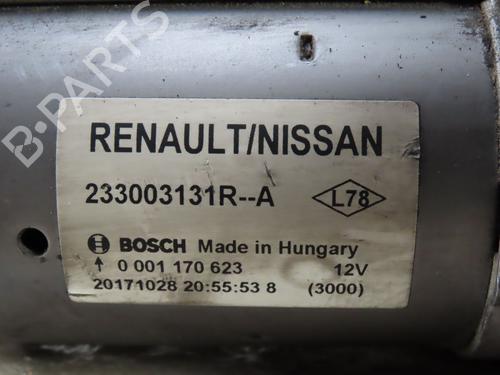 B-PARTS
RENAULT/NISSAN
233003131R--A
L78
BOSCH Made in Hungary
0 001 170 623 12V
20171028 20:55:53 8 (3000)